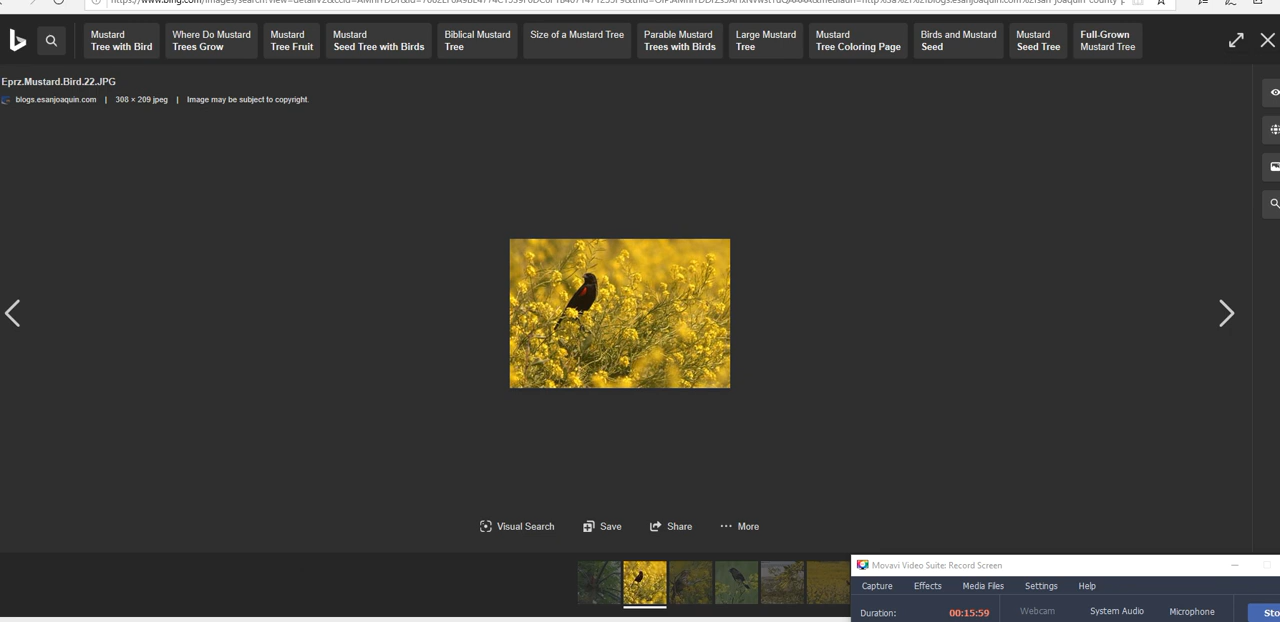 Mustard
Tree with Bird
Where Do Mustard
Trees Grow
Mustard
Tree Fruit
Mustard
Seed Tree with Birds
Biblical Mustard
Tree
Size of a Mustard Tree
Parable Mustard
Trees with Birds
Large Mustard
Tree
Mustard
Tree Coloring Page
Birds and Mustard
Seed
Mustard
Seed Tree
Full-Grown
Mustard Tree
Eprz.Mustard.Bird.22.JPG
blogs.esanjoaquin.com | 308 × 209 jpeg | Image may be subject to copyright.
Visual Search
Save
Share
More
Movavi Video Suite: Record Screen
Capture Effects Media Files Settings Help
Duration: 00:15:59 Webcam System Audio Microphone Sto